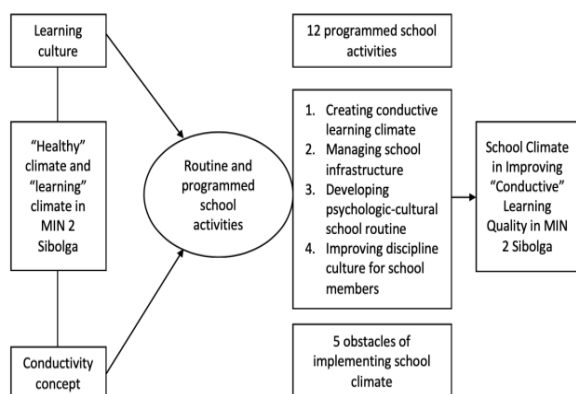 Learning
culture
"Healthy"
climate and
"learning"
climate in
MIN 2
Sibolga
Conductivity
concept
Routine and
programmed
school
activities
12 programmed school
activities
1. Creating conductive
learning climate
2. Managing school
infrastructure
3. Developing
psychologic-cultural
school routine
4. Improving discipline
culture for school
members
5 obstacles of
implementing school
climate
School Climate
in Improving
"Conductive"
Learning
Quality in MIN
2 Sibolga